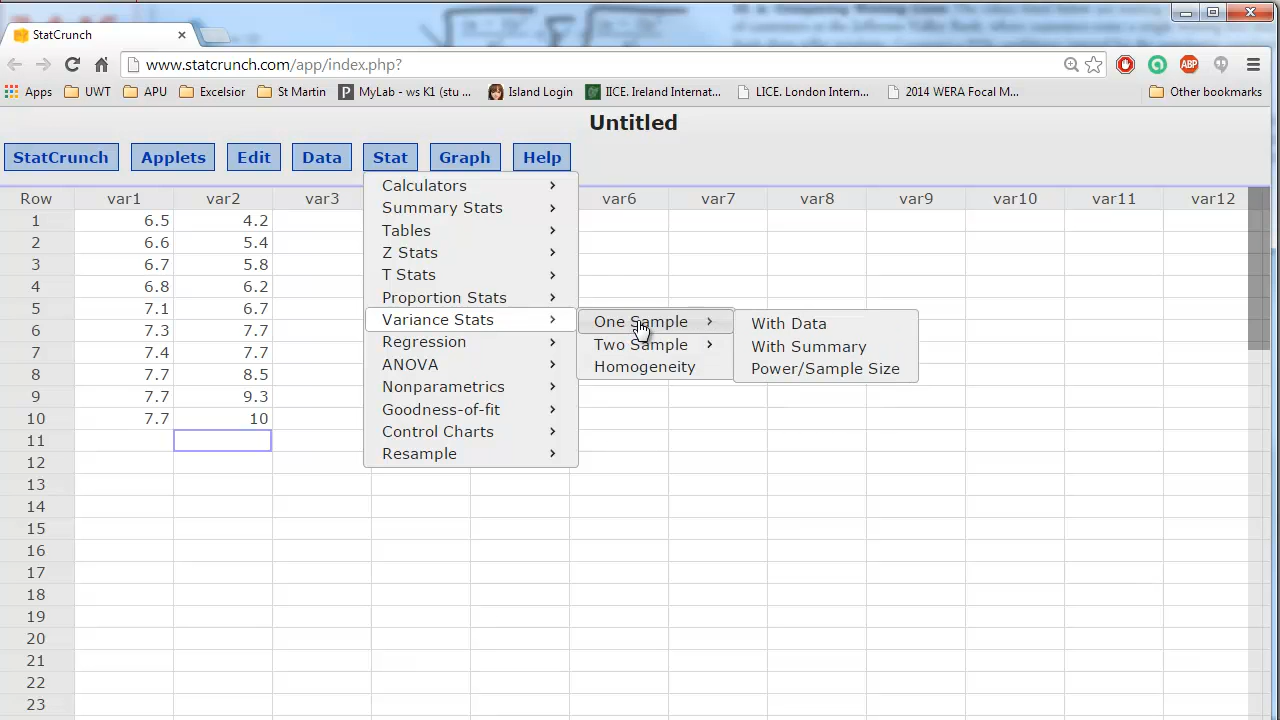 StatCrunch
www.statcrunch.com/app/index.php?
Apps UWT APU Excelsior St Martin MyLab - ws K1 (stu ... Island Login IICE. Ireland Internat... LICE. London Intern... 2014 WERA Focal M... Other bookmarks
Untitled
StatCrunch Applets Edit Data Stat Graph Help
Row var1 var2 var3 var6 var7 var8 var9 var10 var11 var12
1 6.5 4.2
2 6.6 5.4
3 6.7 5.8
4 6.8 6.2
5 7.1 6.7
6 7.3 7.7
7 7.4 7.7
8 7.7 8.5
9 7.7 9.3
10 7.7 10
11
12
13
14
15
16
17
18
19
20
21
22
23
Calculators
Summary Stats
Tables
Z Stats
T Stats
Proportion Stats
Variance Stats
Regression
ANOVA
Nonparametrics
Goodness-of-fit
Control Charts
Resample
One Sample
Two Sample
Homogeneity
With Data
With Summary
Power/Sample Size